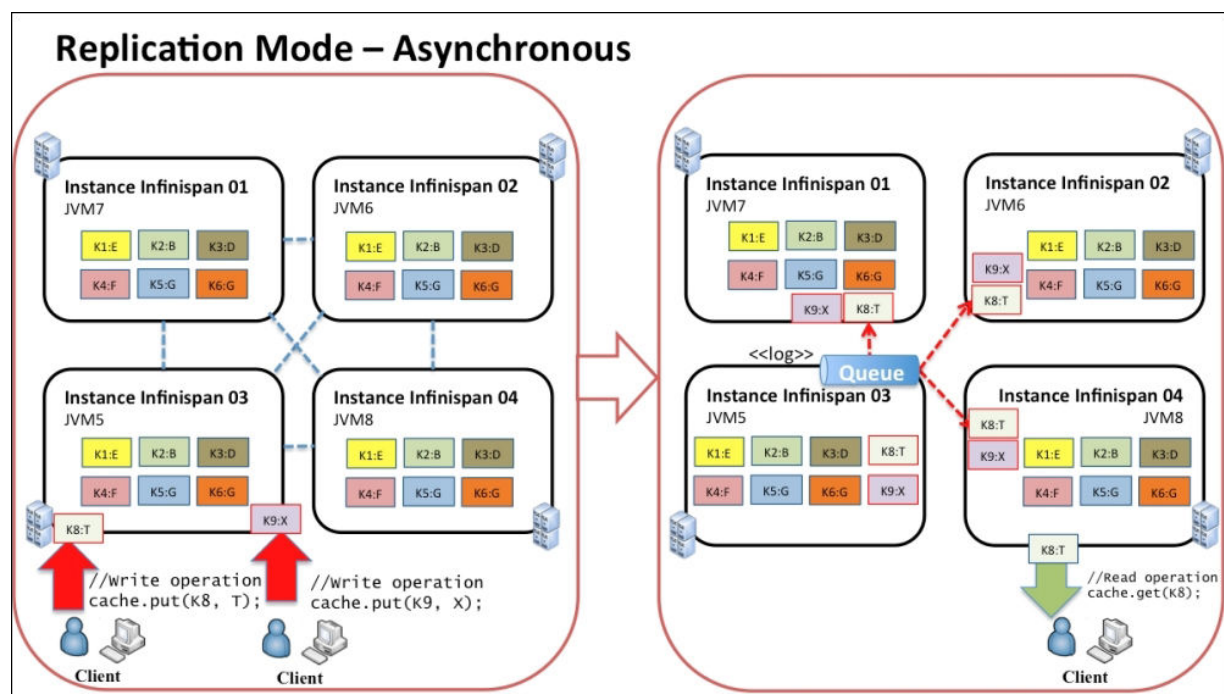 Replication Mode – Asynchronous
Instance Infinispan 01
JVM7
K1:E K2:B K3:D
K4:F K5:G K6:G
Instance Infinispan 02
JVM6
K1:E K2:B K3:D
K4:F K5:G K6:G
Instance Infinispan 03
JVM5
K1:E K2:B K3:D
K4:F K5:G K6:G
K8:T
K9:X
Instance Infinispan 04
JVM8
K1:E K2:B K3:D
K4:F K5:G K6:G
//Write operation
cache.put(K8, T);
Client
//Write operation
cache.put(K9, X);
Client
Instance Infinispan 01
JVM7
K1:E K2:B K3:D
K4:F K5:G K6:G
K9:X K8:T
Instance Infinispan 02
JVM6
K1:E K2:B K3:D
K9:X
K4:F K5:G K6:G
K8:T
<<log>>
Queue
Instance Infinispan 03
JVM5
K1:E K2:B K3:D K8:T
K4:F K5:G K6:G K9:X
Instance Infinispan 04
JVM8
K8:T
K9:X K1:E K2:B K3:D
K4:F K5:G K6:G
K8:T
//Read operation
cache.get(K8);
Client